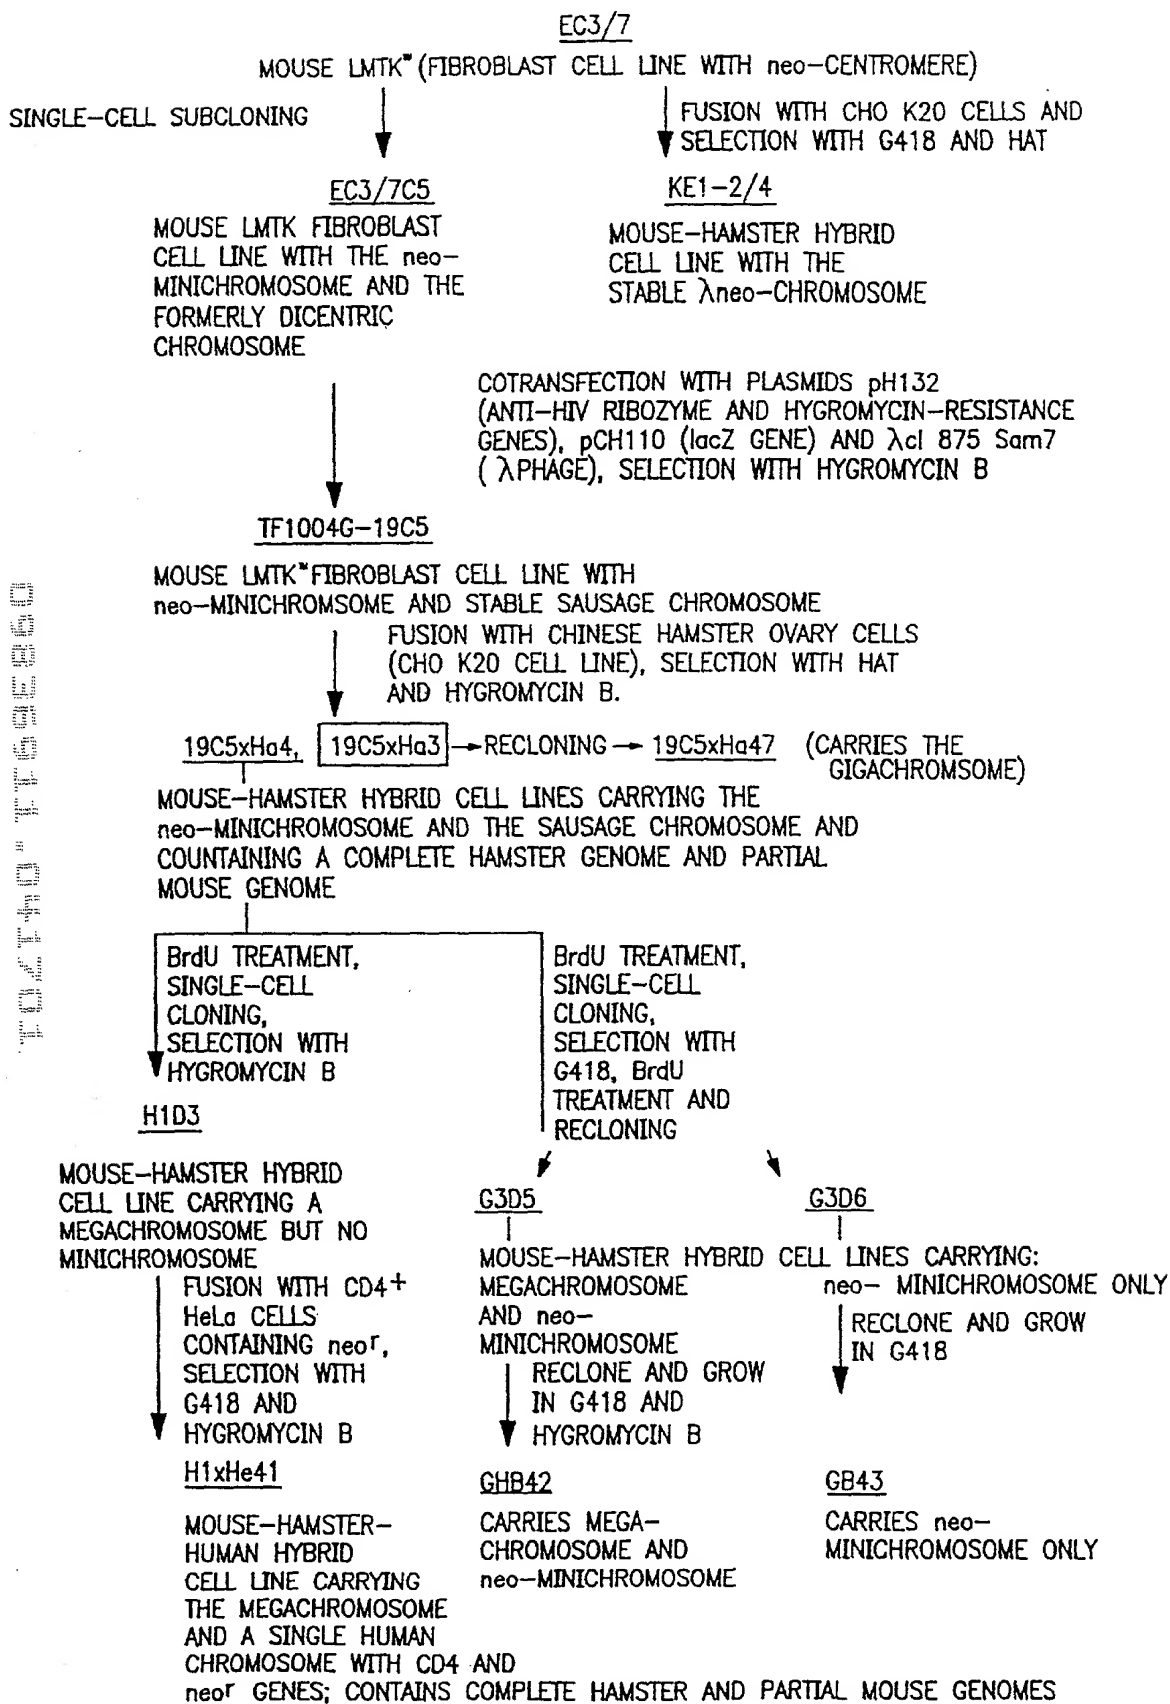 EC3/7
MOUSE LMTK⁻ (FIBROBLAST CELL LINE WITH neo-CENTROMERE)
SINGLE-CELL SUBCLONING
FUSION WITH CHO K20 CELLS AND
SELECTION WITH G418 AND HAT
EC3/7C5
MOUSE LMTK FIBROBLAST
CELL LINE WITH THE neo-
MINICHROMOSOME AND THE
FORMERLY DICENTRIC
CHROMOSOME
KE1-2/4
MOUSE-HAMSTER HYBRID
CELL LINE WITH THE
STABLE λneo-CHROMOSOME
COTRANSFECTION WITH PLASMIDS pH132
(ANTI-HIV RIBOZYME AND HYGROMYCIN-RESISTANCE
GENES), pCH110 (lacZ GENE) AND λcI 875 Sam7
( λPHAGE), SELECTION WITH HYGROMYCIN B
TF1004G-19C5
MOUSE LMTK⁻ FIBROBLAST CELL LINE WITH
neo-MINICHROMSOME AND STABLE SAUSAGE CHROMOSOME
FUSION WITH CHINESE HAMSTER OVARY CELLS
(CHO K20 CELL LINE), SELECTION WITH HAT
AND HYGROMYCIN B.
19C5xHa4, 19C5xHa3 RECLONING 19C5xHa47 (CARRIES THE
GIGACHROMSOME)
MOUSE-HAMSTER HYBRID CELL LINES CARRYING THE
neo-MINICHROMOSOME AND THE SAUSAGE CHROMOSOME AND
COUNTAINING A COMPLETE HAMSTER GENOME AND PARTIAL
MOUSE GENOME
BrdU TREATMENT,
SINGLE-CELL
CLONING,
SELECTION WITH
HYGROMYCIN B
BrdU TREATMENT,
SINGLE-CELL
CLONING,
SELECTION WITH
G418, BrdU
TREATMENT AND
RECLONING
H1D3
MOUSE-HAMSTER HYBRID
CELL LINE CARRYING A
MEGACHROMOSOME BUT NO
MINICHROMOSOME
G3D5
G3D6
MOUSE-HAMSTER HYBRID CELL LINES CARRYING:
MEGACHROMOSOME
AND neo-
MINICHROMOSOME
neo- MINICHROMOSOME ONLY
FUSION WITH CD4+
HeLa CELLS
CONTAINING neoʳ,
SELECTION WITH
G418 AND
HYGROMYCIN B
RECLONE AND GROW
IN G418 AND
HYGROMYCIN B
RECLONE AND GROW
IN G418
H1xHe41
MOUSE-HAMSTER-
HUMAN HYBRID
CELL LINE CARRYING
THE MEGACHROMOSOME
AND A SINGLE HUMAN
CHROMOSOME WITH CD4 AND
neoʳ GENES; CONTAINS COMPLETE HAMSTER AND PARTIAL MOUSE GENOMES
GHB42
CARRIES MEGA-
CHROMOSOME AND
neo-MINICHROMOSOME
GB43
CARRIES neo-
MINICHROMOSOME ONLY
09836911.041701